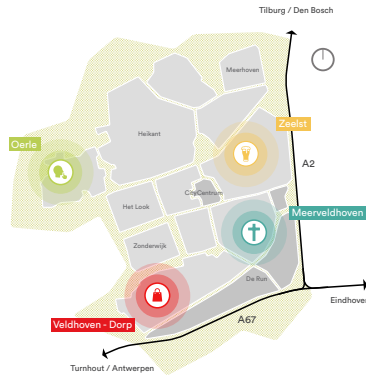 Tilburg / Den Bosch
Meerhoven
Zeelst
Heikant
Oerle
A2
CityCentrum
Het Look
Meerveldhoven
Zonderwijk
De Run
Eindhoven
A67
Veldhoven - Dorp
Turnhout / Antwerpen